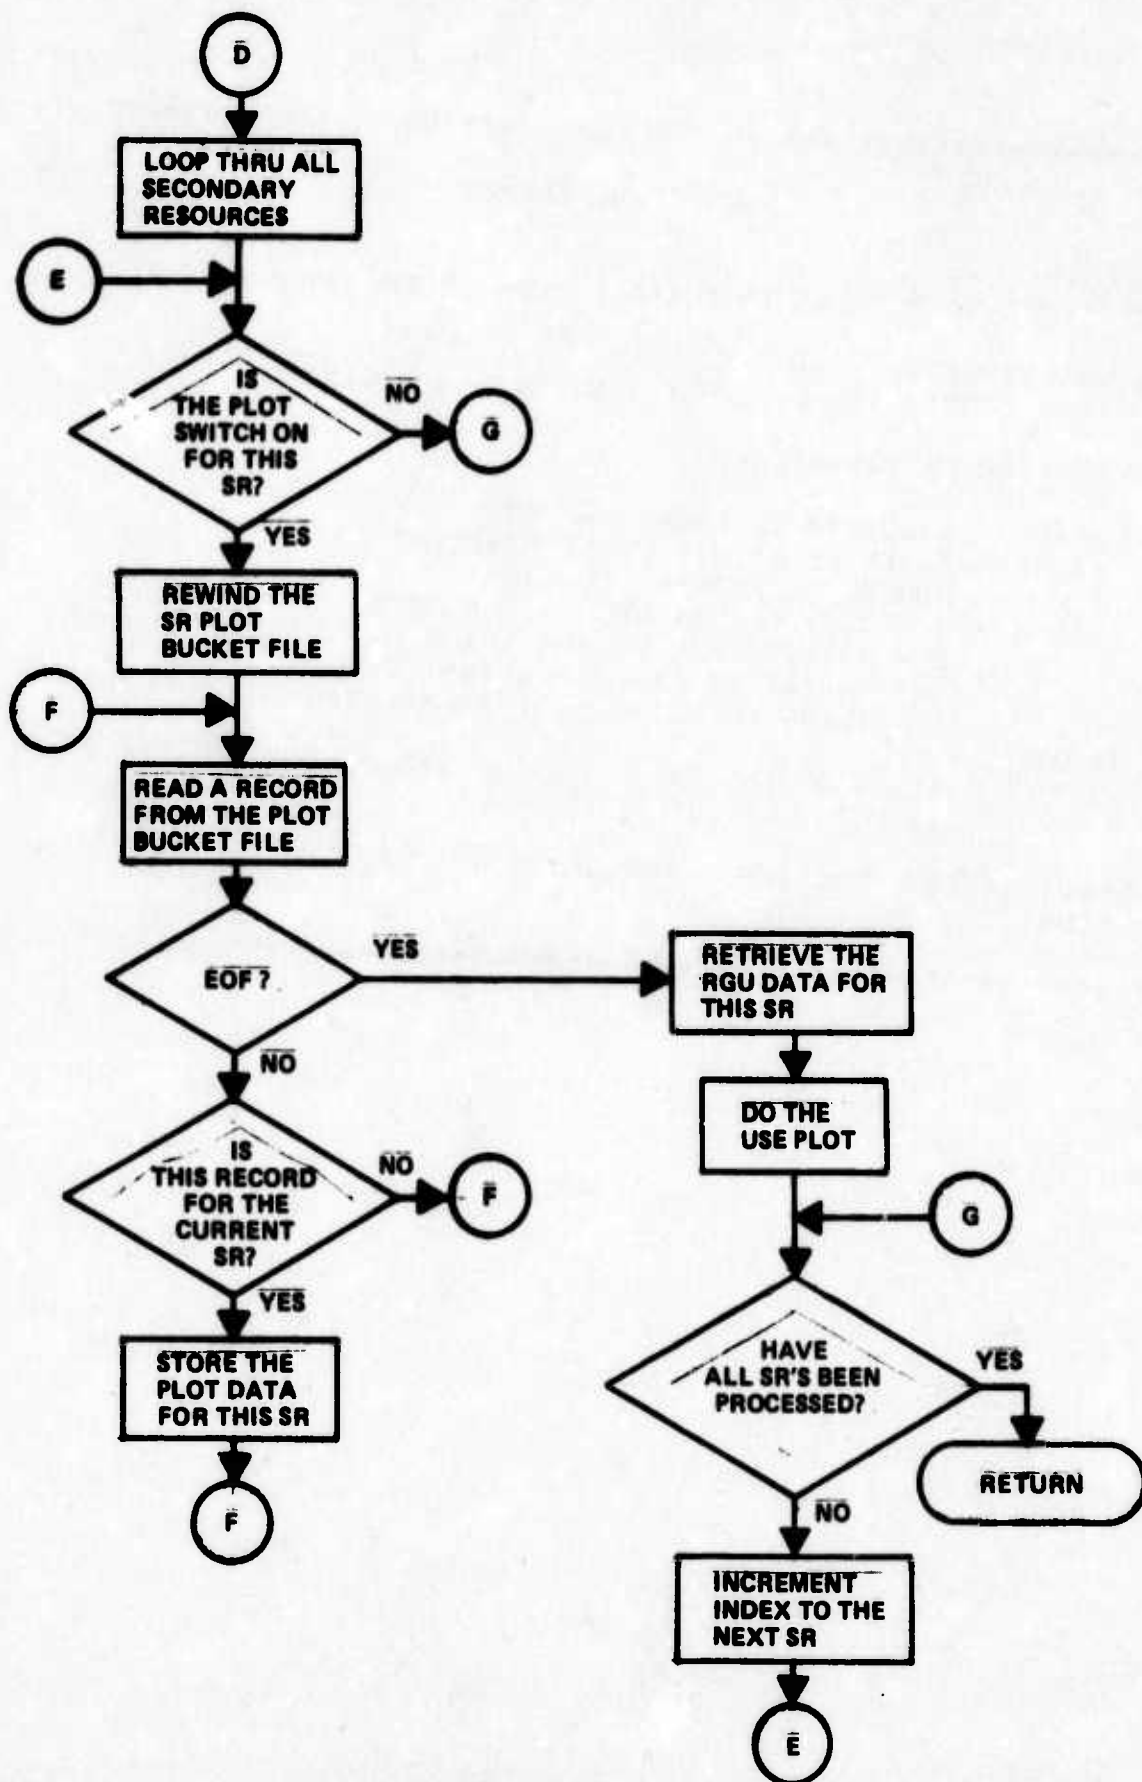 D
LOOP THRU ALL
SECONDARY
RESOURCES
E
IS
THE PLOT
SWITCH ON
FOR THIS
SR?
NO
G
YES
REWIND THE
SR PLOT
BUCKET FILE
F
READ A RECORD
FROM THE PLOT
BUCKET FILE
EOF ?
YES
NO
IS
THIS RECORD
FOR THE
CURRENT
SR?
NO
F
YES
STORE THE
PLOT DATA
FOR THIS SR
F
RETRIEVE THE
RGU DATA FOR
THIS SR
DO THE
USE PLOT
G
HAVE
ALL SR'S BEEN
PROCESSED?
YES
RETURN
NO
INCREMENT
INDEX TO THE
NEXT SR
E